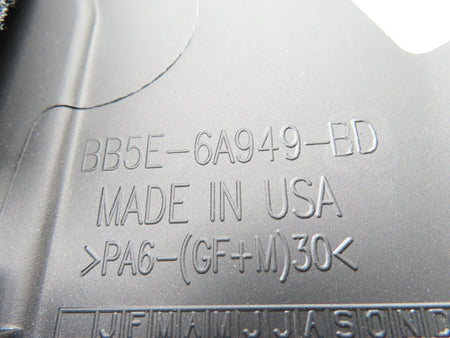 BB5E-6A949-BD
MADE IN USA
>PA6-(GF+M)30<
JFMAMJJASOND